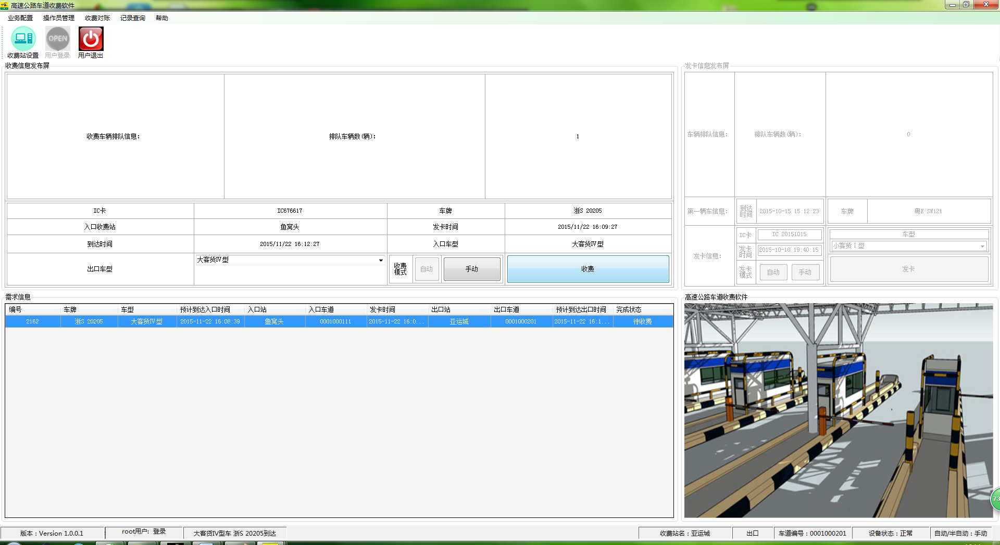 高速公路车道收费软件
业务配置 操作员管理 收费对账 记录查询 帮助
OPEN
收费站设置 用户登录 用户退出
收费信息发布屏
收费车辆排队信息: 排队车辆数(辆): 1
IC卡 IC676617 车牌 浙S 20205
入口收费站 鱼窝头 发卡时间 2015/11/22 16:09:27
到达时间 2015/11/22 16:12:27 入口车型 大客货Ⅳ型
出口车型 大客货Ⅳ型 收费模式 自动 手动 收费
发卡信息发布屏
车辆排队信息: 排队车辆数(辆): 0
第一辆车信息: 到达时间 2015-10-15 15:12:23 车牌 粤E SW121
发卡信息:
IC卡 IC 20151015 车型
发卡时间 2015-10-10 19:40:15 小客货Ⅰ型
发卡模式 自动 手动 发卡
需求信息
编号 车牌 车型 预计到达入口时间 入口站 入口车道 发卡时间 出口站 出口车道 预计到达出口时间 完成状态
2162 浙S 20205 大客货Ⅳ型 2015-11-22 16:08:39 鱼窝头 0001000111 2015-11-22 16:0... 亚运城 0001000201 2015-11-22 16:1... 待收费
高速公路车道收费软件
73
版本：Version 1.0.0.1 root用户: 登录 大客货Ⅳ型车 浙S 20205到达 收费站名：亚运城 出口 车道编号：0001000201 设备状态：正常 自动/半自动：手动